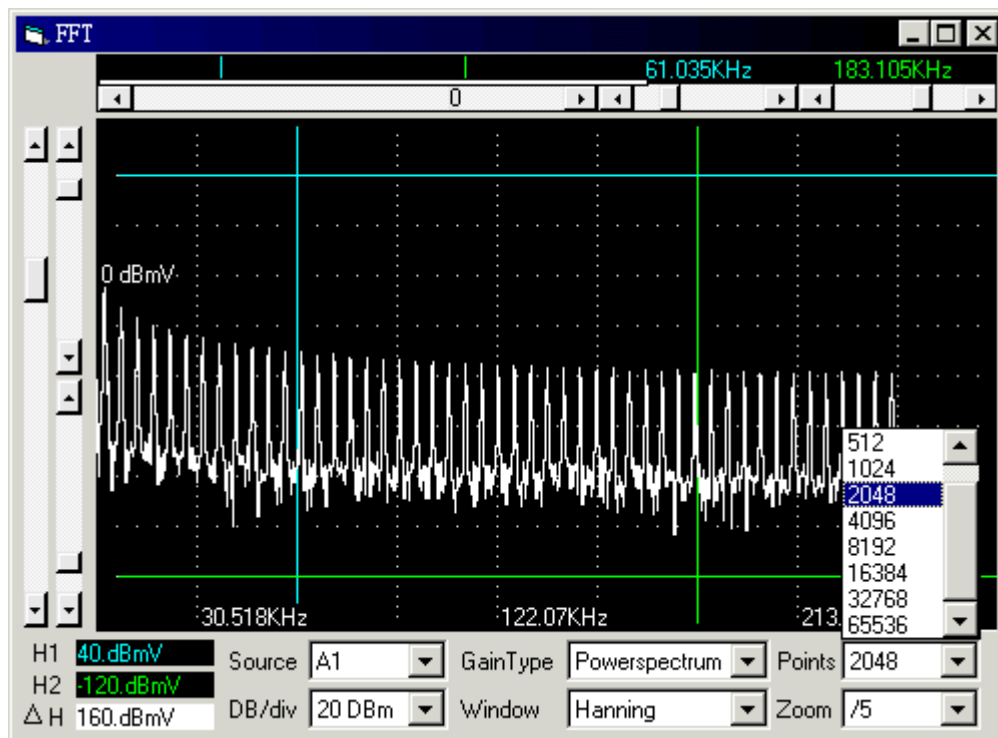 FFT
61.035KHz 183.105KHz
0
0 dBmV
30.518KHz 122.07KHz 213.
512
1024
2048
4096
8192
16384
32768
65536
H1 40.dBmV Source A1 GainType Powerspectrum Points 2048
H2 -120.dBmV
△ H 160.dBmV DB/div 20 DBm Window Hanning Zoom /5